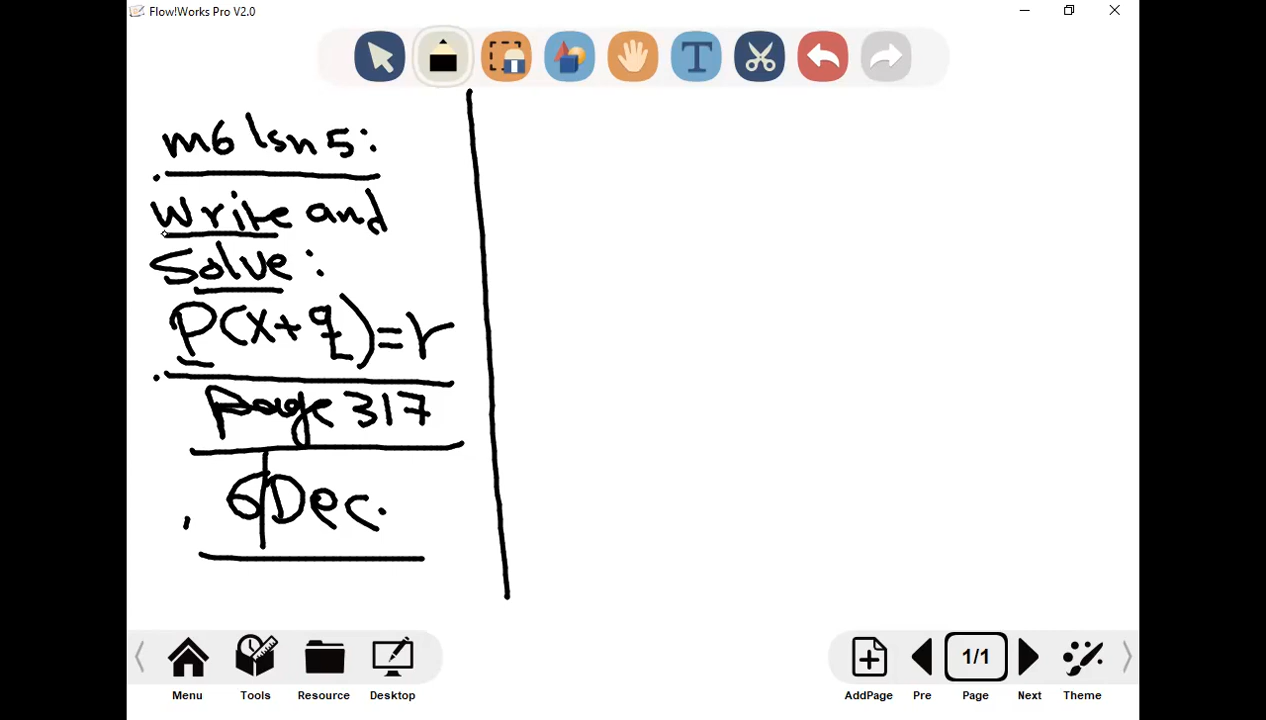 Flow!Works Pro V2.0
m6 lsn 5:
Write and
Solve:
P(x+q)=r
page 317
6 Dec.
Menu
Tools
Resource
Desktop
1/1
AddPage
Pre
Page
Next
Theme